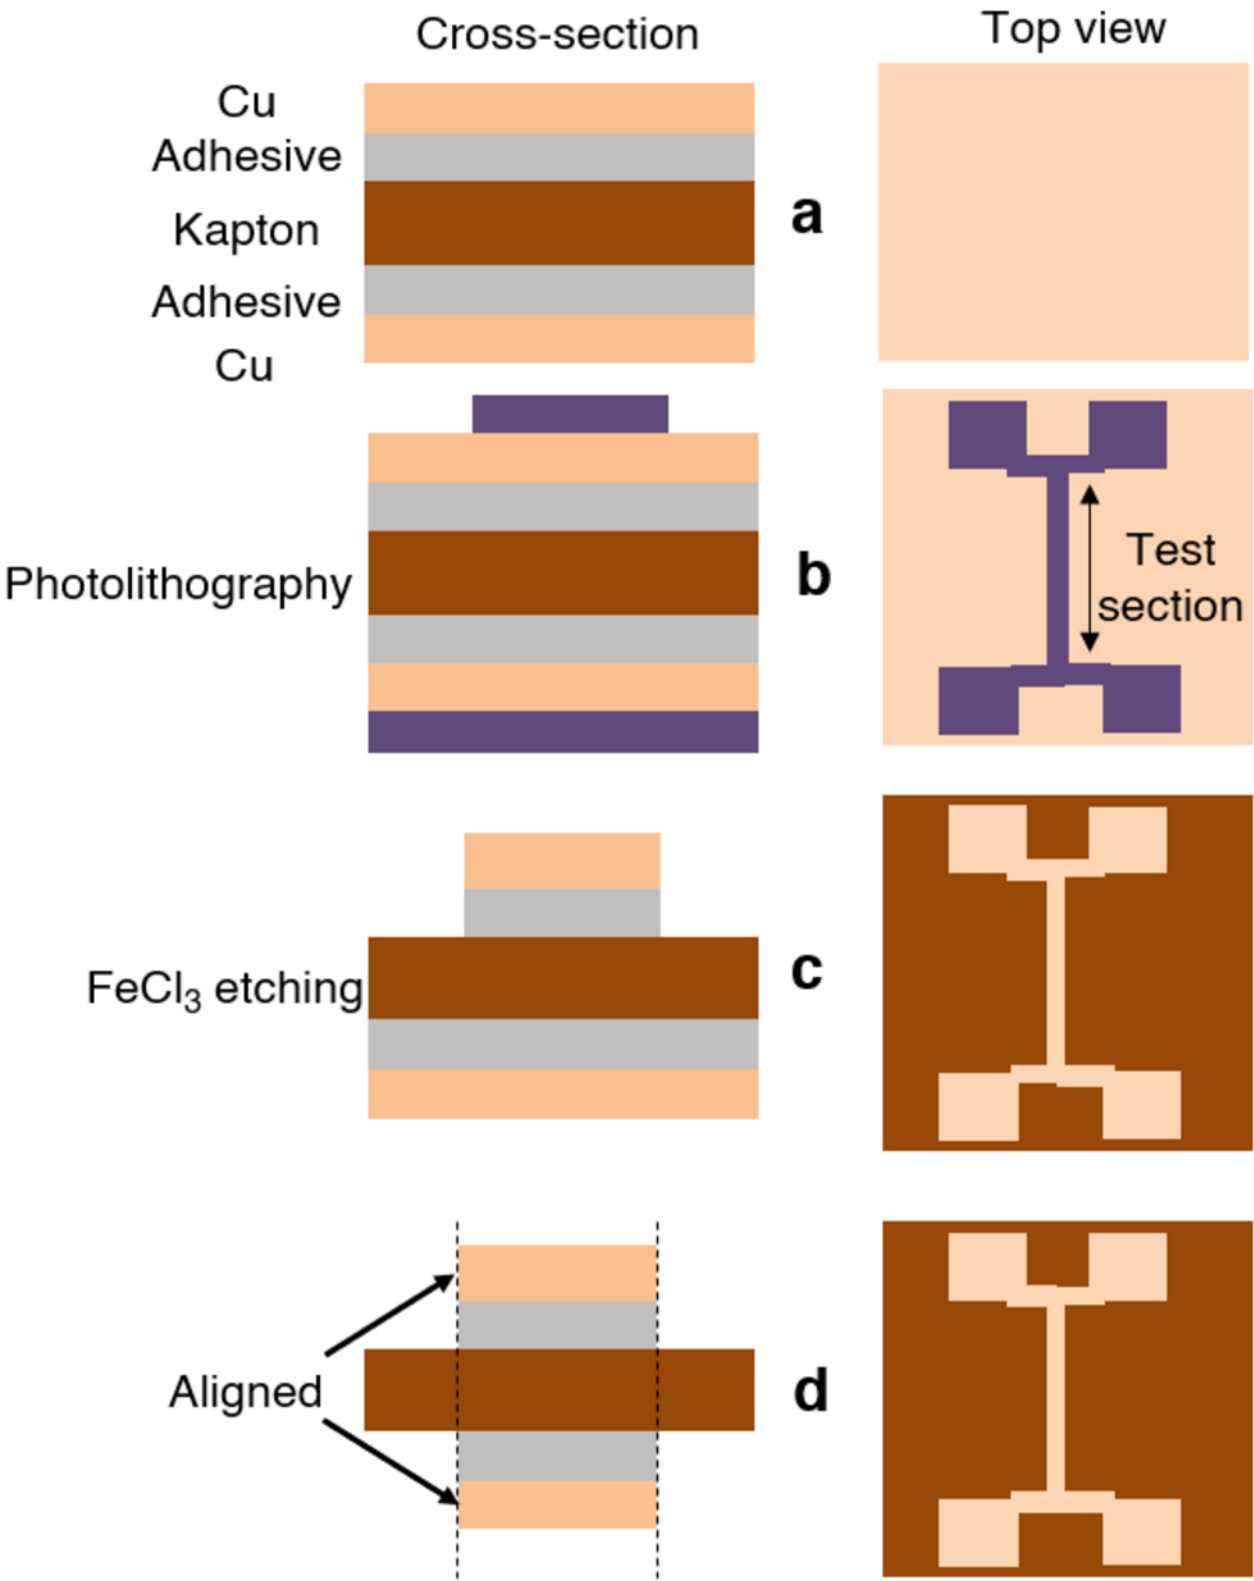 Cross-section
Top view
Cu
Adhesive
Kapton
Adhesive
Cu
a
Photolithography
b
Test
section
FeCl₃ etching
c
Aligned
d